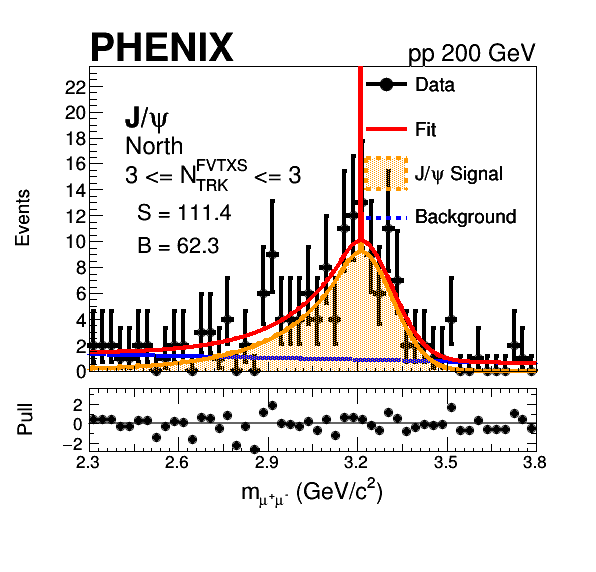 PHENIX
pp 200 GeV
J/ψ
North
3 <= N_TRK^FVTXS <= 3
S = 111.4
B = 62.3
Data
Fit
J/ψ Signal
Background
Events
22
20
18
16
14
12
10
8
6
4
2
0
Pull
2
0
−2
2.3 2.6 2.9 3.2 3.5 3.8
m_μ⁺μ⁻ (GeV/c²)